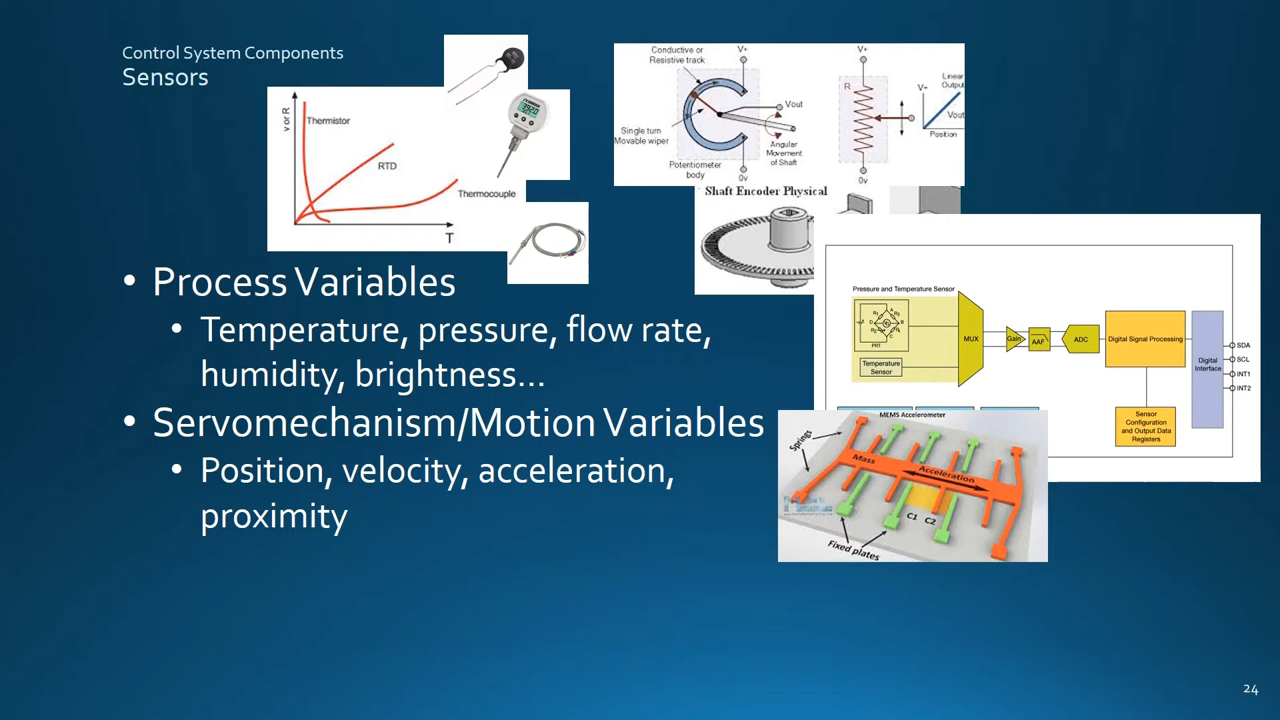 Control System Components
Sensors
v or R
Thermistor
RTD
Thermocouple
T
Conductive or
Resistive track
V+
Vout
Single turn
Movable wiper
Angular
Movement
of Shaft
Potentiometer
body
0v
V+
R
0v
Linear
Output
V+
Vout
Position
Shaft Encoder Physical
• Process Variables
• Temperature, pressure, flow rate,
humidity, brightness...
• Servomechanism/Motion Variables
• Position, velocity, acceleration,
proximity
Pressure and Temperature Sensor
A
B
C
D
PRT
Temperature
Sensor
MUX
Gain
AAF
ADC
Digital Signal Processing
Digital
Interface
SDA
SCL
INT1
INT2
Sensor
Configuration
and Output Data
Registers
MEMS Accelerometer
Springs
Mass
Acceleration
C1 C2
Fixed plates
24